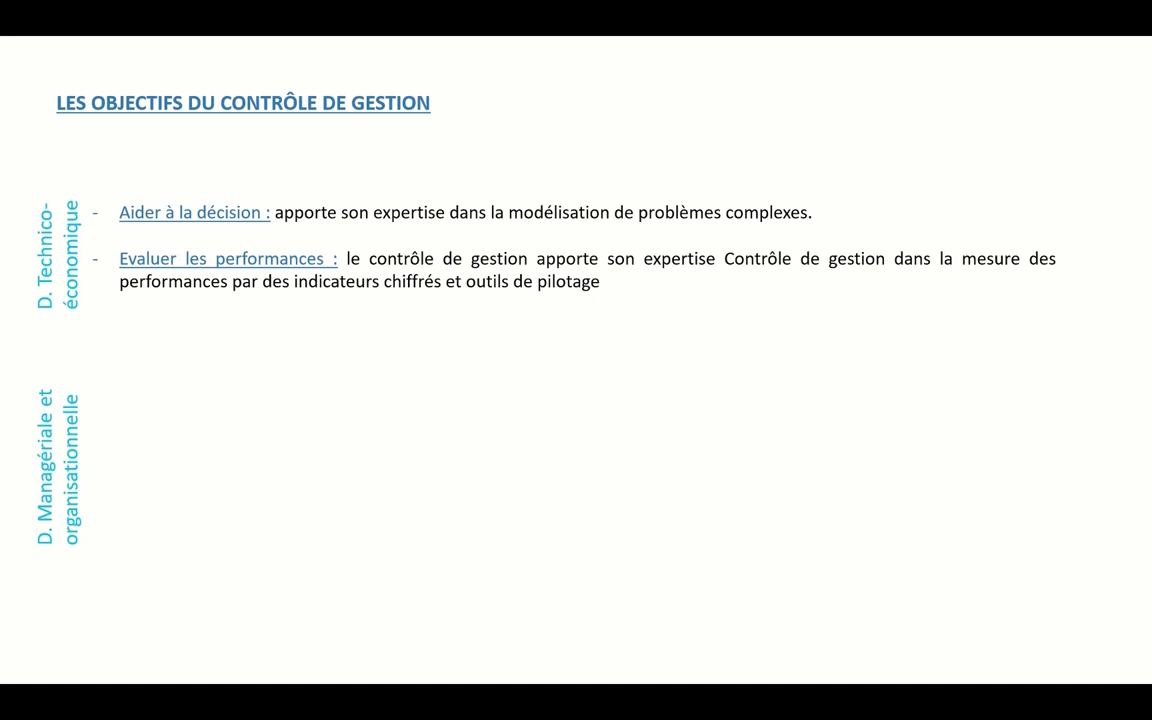 LES OBJECTIFS DU CONTRÔLE DE GESTION
D. Technico-
économique
- Aider à la décision : apporte son expertise dans la modélisation de problèmes complexes.
- Evaluer les performances : le contrôle de gestion apporte son expertise Contrôle de gestion dans la mesure des
performances par des indicateurs chiffrés et outils de pilotage
D. Managériale et
organisationnelle